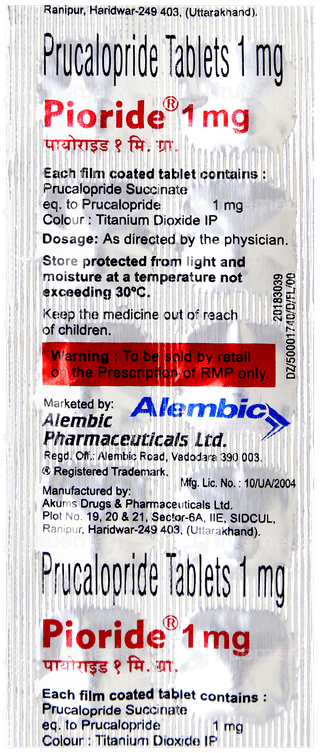 Ranipur, Haridwar-249 403, (Uttarakhand).
Prucalopride Tablets 1 mg
Pioride® 1 mg
पायोराइड १ मि. ग्रा.
Each film coated tablet contains :
Prucalopride Succinate
eq. to Prucalopride 1 mg
Colour : Titanium Dioxide IP
Dosage: As directed by the physician.
Store protected from light and
moisture at a temperature not
exceeding 30ºC.
Keep the medicine out of reach
of children.
20183039
DZ/50001740/D/FL/00
Warning : To be sold by retail
on the Prescription of RMP only.
Marketed by:
Alembic
Alembic
Pharmaceuticals Ltd.
Regd. Off.: Alembic Road, Vadodara 390 003.
® Registered Trademark.
Mfg. Lic. No. : 10/UA/2004
Manufactured by:
Akums Drugs & Pharmaceuticals Ltd.
Plot No. 19, 20 & 21, Sector-6A, IIE, SIDCUL,
Ranipur, Haridwar-249 403, (Uttarakhand).
Prucalopride Tablets 1 mg
Pioride® 1 mg
पायोराइड १ मि. ग्रा.
Each film coated tablet contains :
Prucalopride Succinate
eq. to Prucalopride 1 mg
Colour : Titanium Dioxide IP